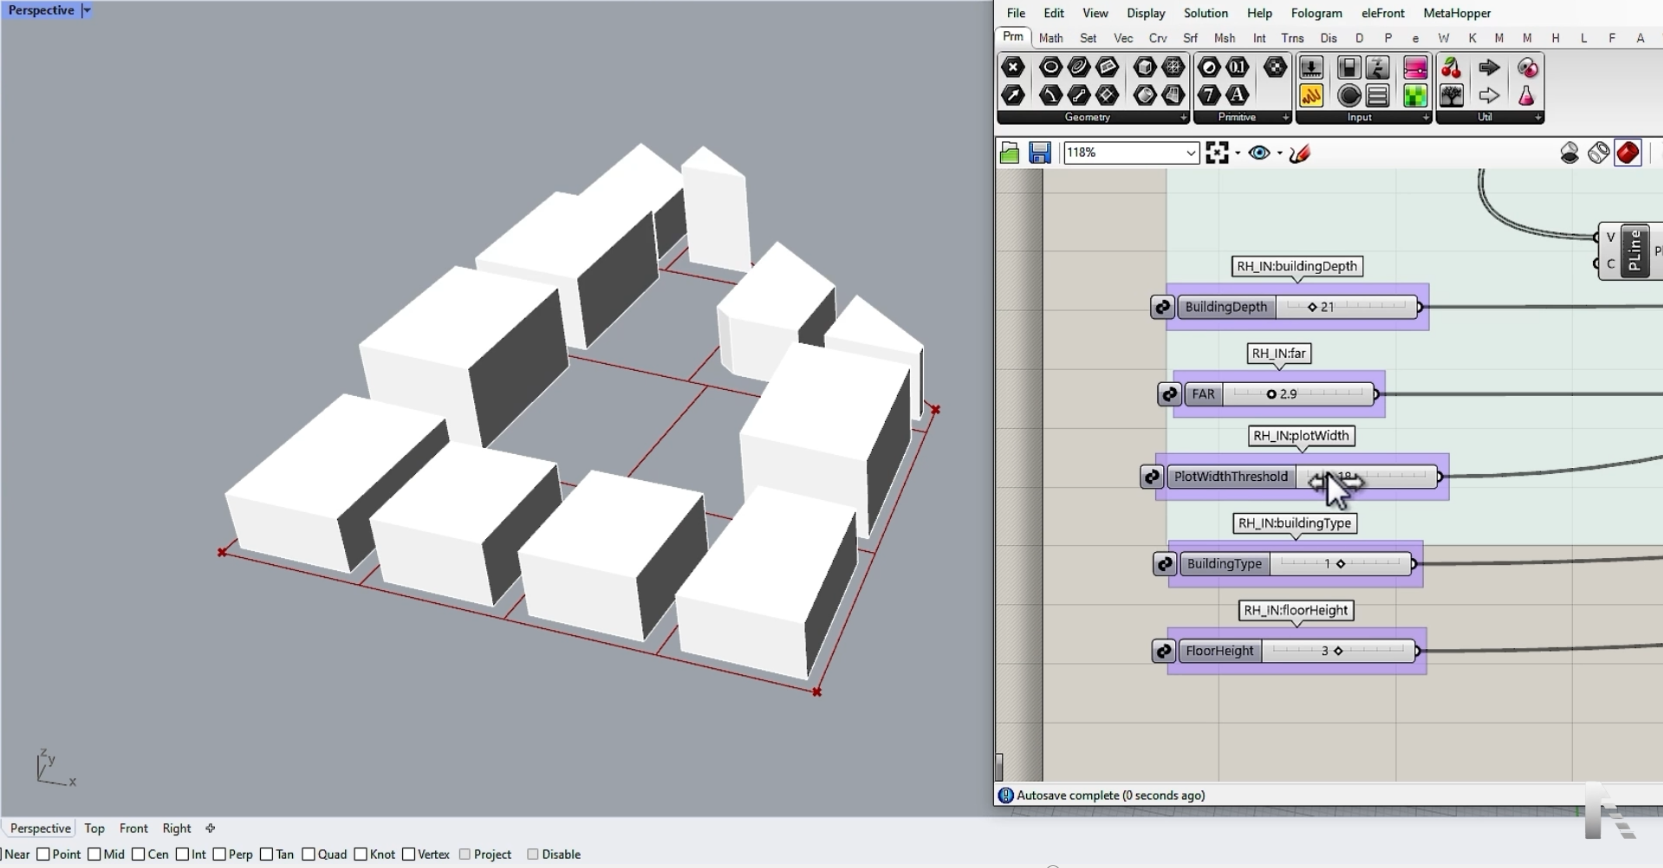 Perspective
File Edit View Display Solution Help Fologram eleFront MetaHopper
Prm Math Set Vec Crv Srf Msh Int Trns Dis D P e W K M M H L F A
Geometry Primitive Input Util
118%
V
C
PLine
RH_IN:buildingDepth
BuildingDepth 21
RH_IN:far
FAR 2.9
RH_IN:plotWidth
PlotWidthThreshold
RH_IN:buildingType
BuildingType 1
RH_IN:floorHeight
FloorHeight 3
z
y
x
Autosave complete (0 seconds ago)
Perspective Top Front Right
Near Point Mid Cen Int Perp Tan Quad Knot Vertex Project Disable